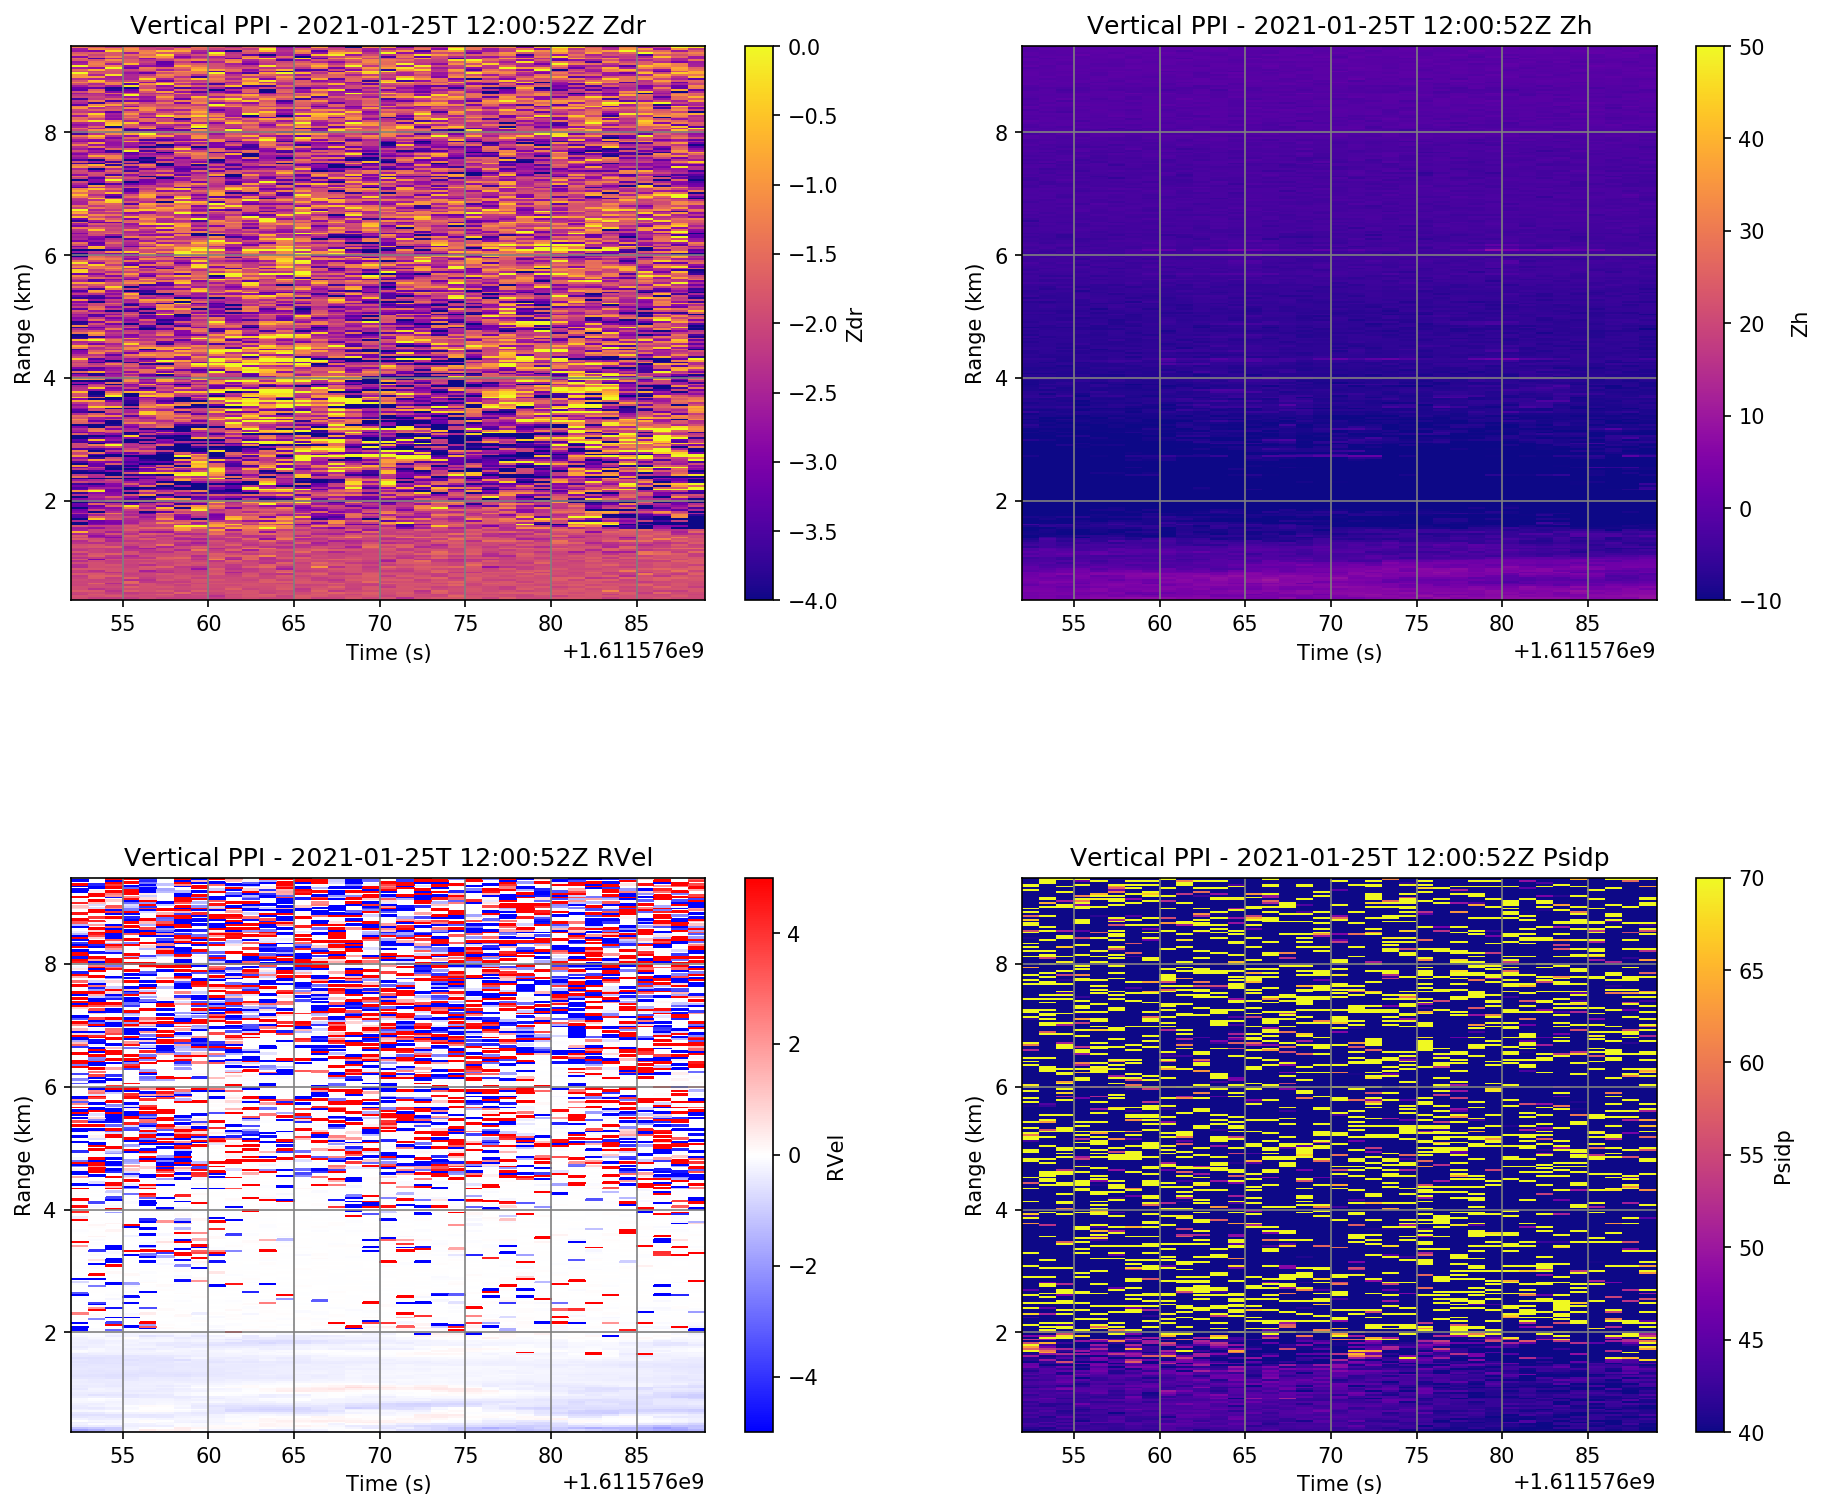 Vertical PPI - 2021-01-25T 12:00:52Z Zdr
8
6
4
2
Range (km)
55 60 65 70 75 80 85
Time (s)
+1.611576e9
0.0
−0.5
−1.0
−1.5
−2.0
−2.5
−3.0
−3.5
−4.0
Zdr
Vertical PPI - 2021-01-25T 12:00:52Z Zh
8
6
4
2
Range (km)
55 60 65 70 75 80 85
Time (s)
+1.611576e9
50
40
30
20
10
0
−10
Zh
Vertical PPI - 2021-01-25T 12:00:52Z RVel
8
6
4
2
Range (km)
55 60 65 70 75 80 85
Time (s)
+1.611576e9
4
2
0
−2
−4
RVel
Vertical PPI - 2021-01-25T 12:00:52Z Psidp
8
6
4
2
Range (km)
55 60 65 70 75 80 85
Time (s)
+1.611576e9
70
65
60
55
50
45
40
Psidp